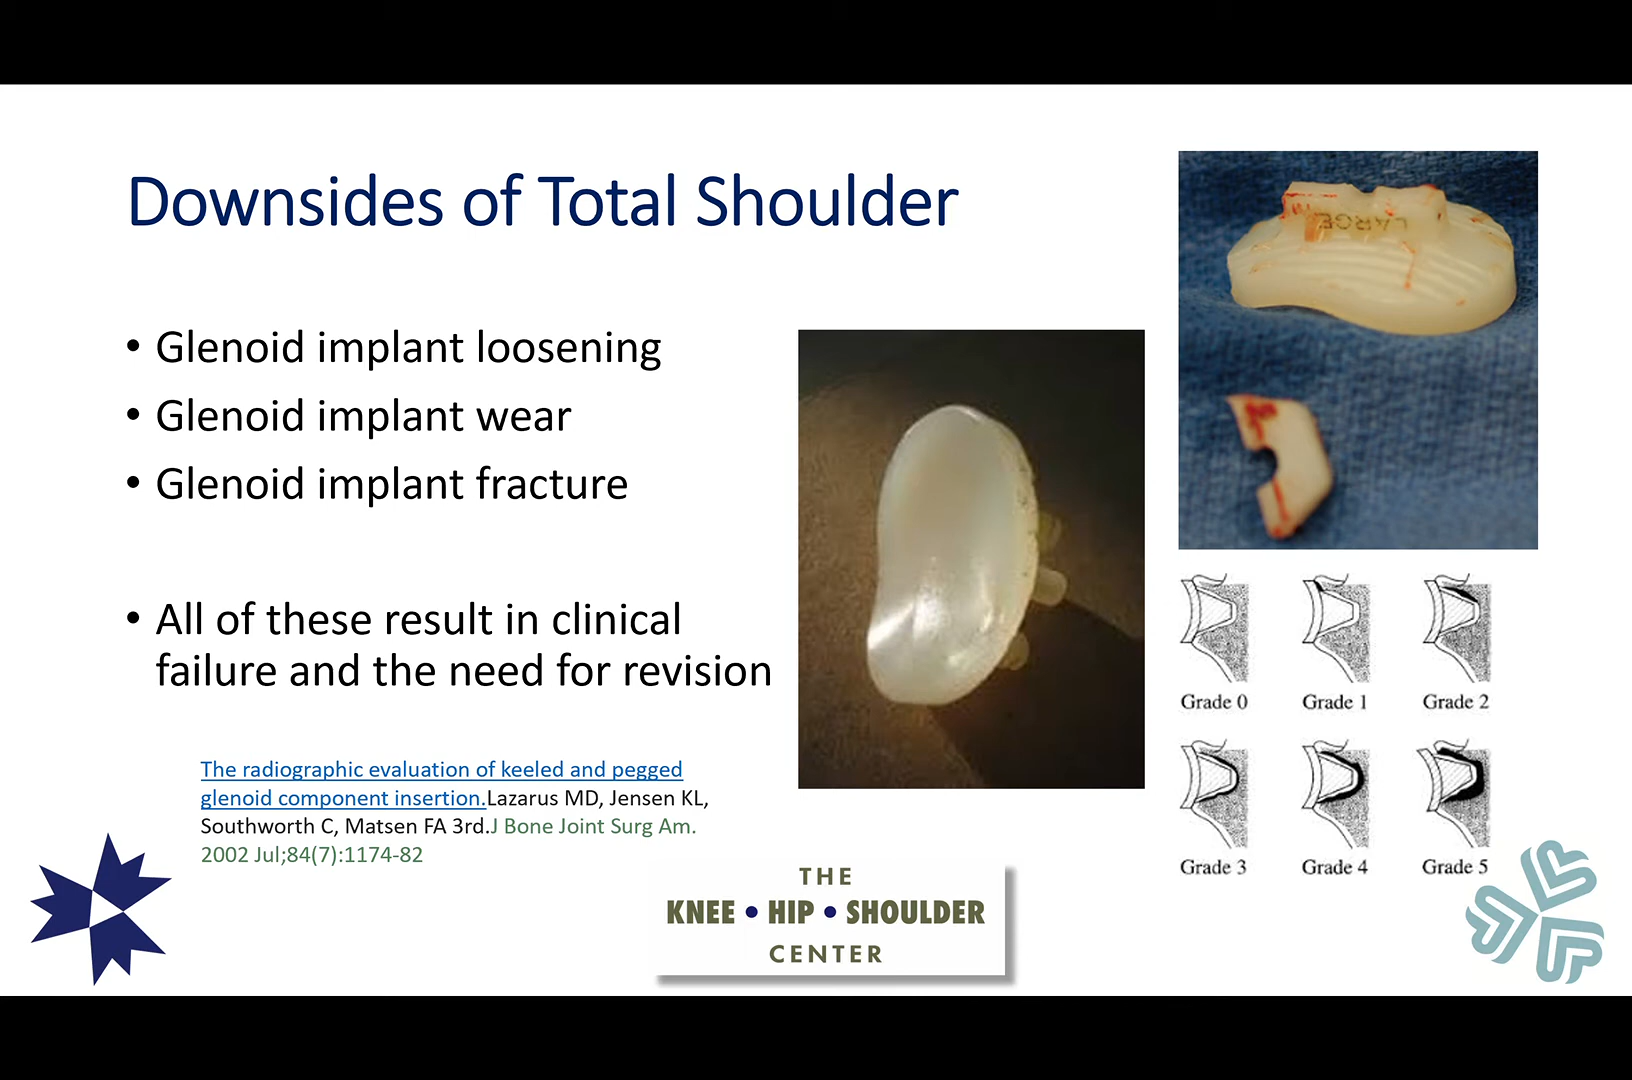 Downsides of Total Shoulder
• Glenoid implant loosening
• Glenoid implant wear
• Glenoid implant fracture
• All of these result in clinical
failure and the need for revision
The radiographic evaluation of keeled and pegged
glenoid component insertion.Lazarus MD, Jensen KL,
Southworth C, Matsen FA 3rd.J Bone Joint Surg Am.
2002 Jul;84(7):1174-82
LARGE
Grade 0 Grade 1 Grade 2
Grade 3 Grade 4 Grade 5
THE
KNEE • HIP • SHOULDER
CENTER